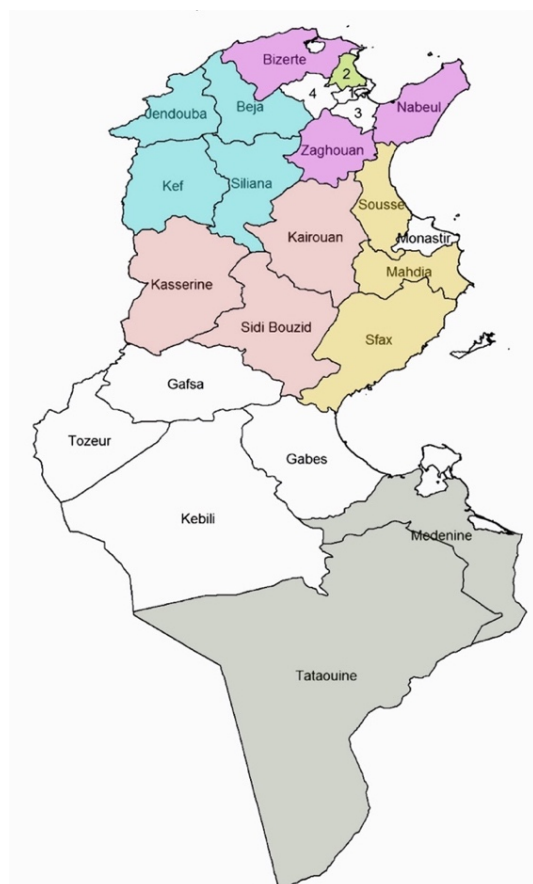 Bizerte
2
4
1
3
Jendouba
Beja
Nabeul
Zaghouan
Kef
Siliana
Sousse
Kairouan
Monastir
Kasserine
Mahdia
Sidi Bouzid
Sfax
Gafsa
Tozeur
Gabes
Kebili
Medenine
Tataouine